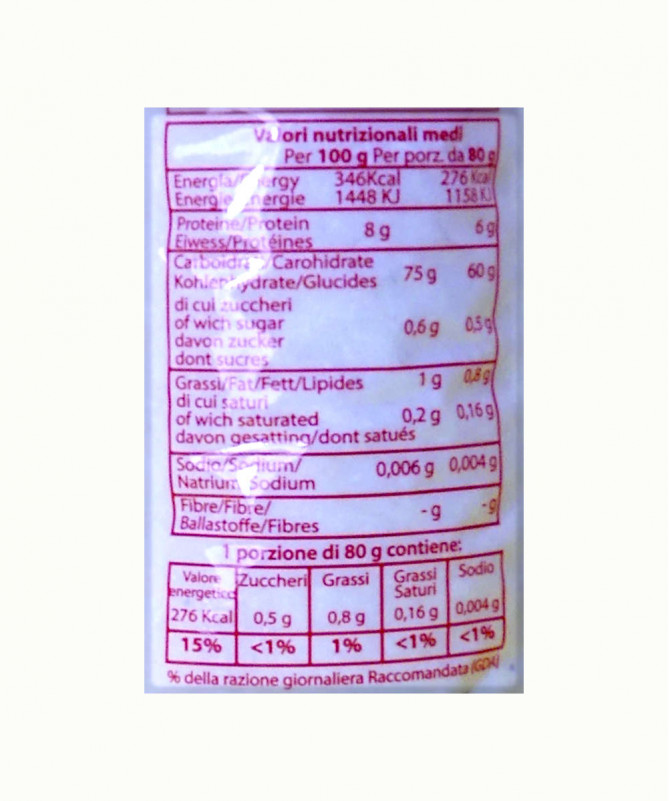 Valori nutrizionali medi
Per 100 g Per porz. da 80 g
Energia/Energy 346Kcal 276 Kcal
Energie/Energie 1448 KJ 1158 KJ
Proteine/Protein 8 g 6 g
Eiwess/Protéines
Carboidrati/Carohidrate 75 g 60 g
Kohlenhydrate/Glucides
di cui zuccheri
of wich sugar 0,6 g 0,5 g
davon zucker
dont sucres
Grassi/Fat/Fett/Lipides 1 g 0,8 g
di cui saturi
of wich saturated 0,2 g 0,16 g
davon gesatting/dont satués
Sodio/Sodium/ 0,006 g 0,004 g
Natrium/Sodium
Fibre/Fibre/ - g - g
Ballastoffe/Fibres
1 porzione di 80 g contiene:
Valore Zuccheri Grassi Grassi Sodio
energetico Saturi
276 Kcal 0,5 g 0,8 g 0,16 g 0,004 g
15% <1% 1% <1% <1%
% della razione giornaliera Raccomandata (GDA)